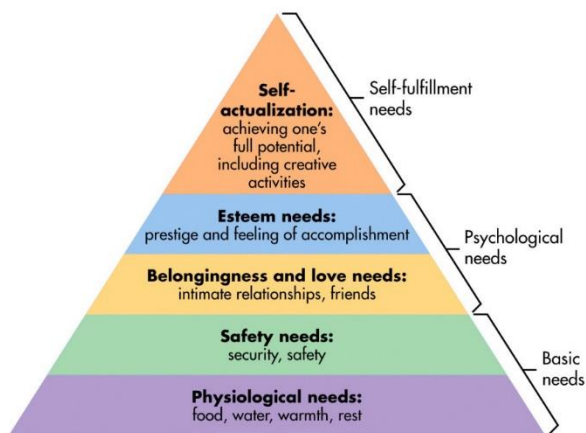 Self-
actualization:
achieving one's
full potential,
including creative
activities
Self-fulfillment
needs
Esteem needs:
prestige and feeling of accomplishment
Psychological
needs
Belongingness and love needs:
intimate relationships, friends
Safety needs:
security, safety
Basic
needs
Physiological needs:
food, water, warmth, rest